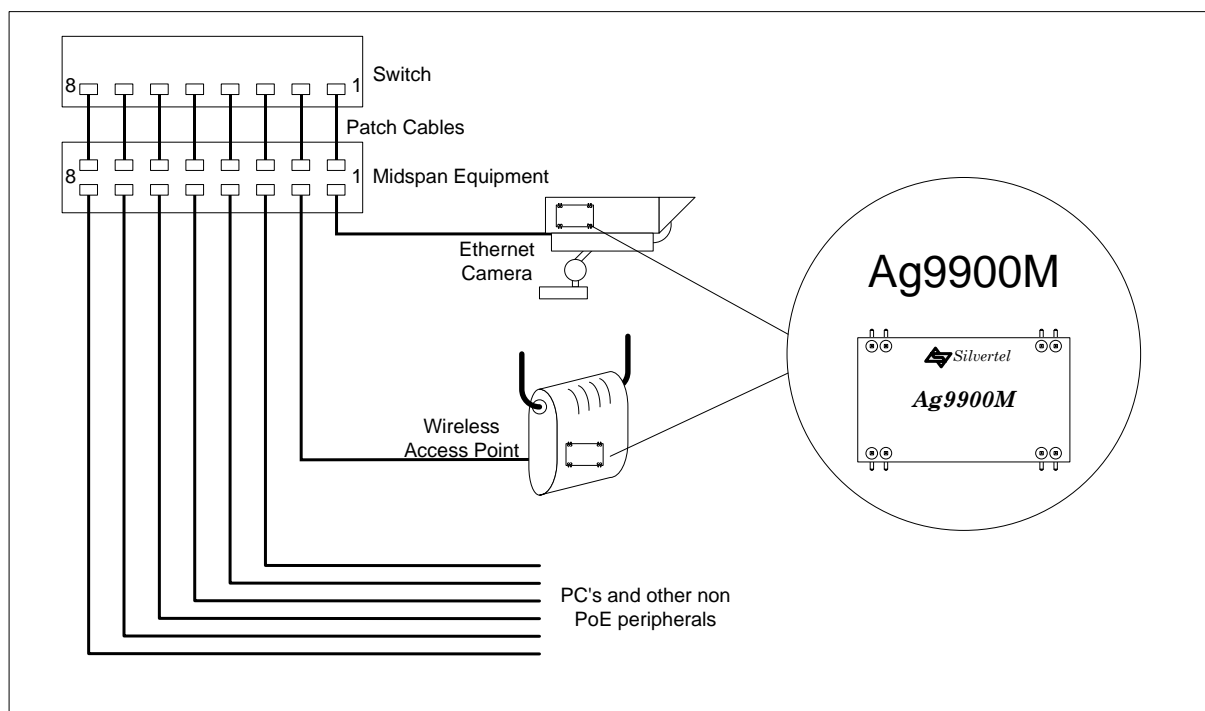 8
1
Switch
Patch Cables
8
1
Midspan Equipment
Ethernet
Camera
Ag9900M
Silvertel
Ag9900M
Wireless
Access Point
PC's and other non
PoE peripherals